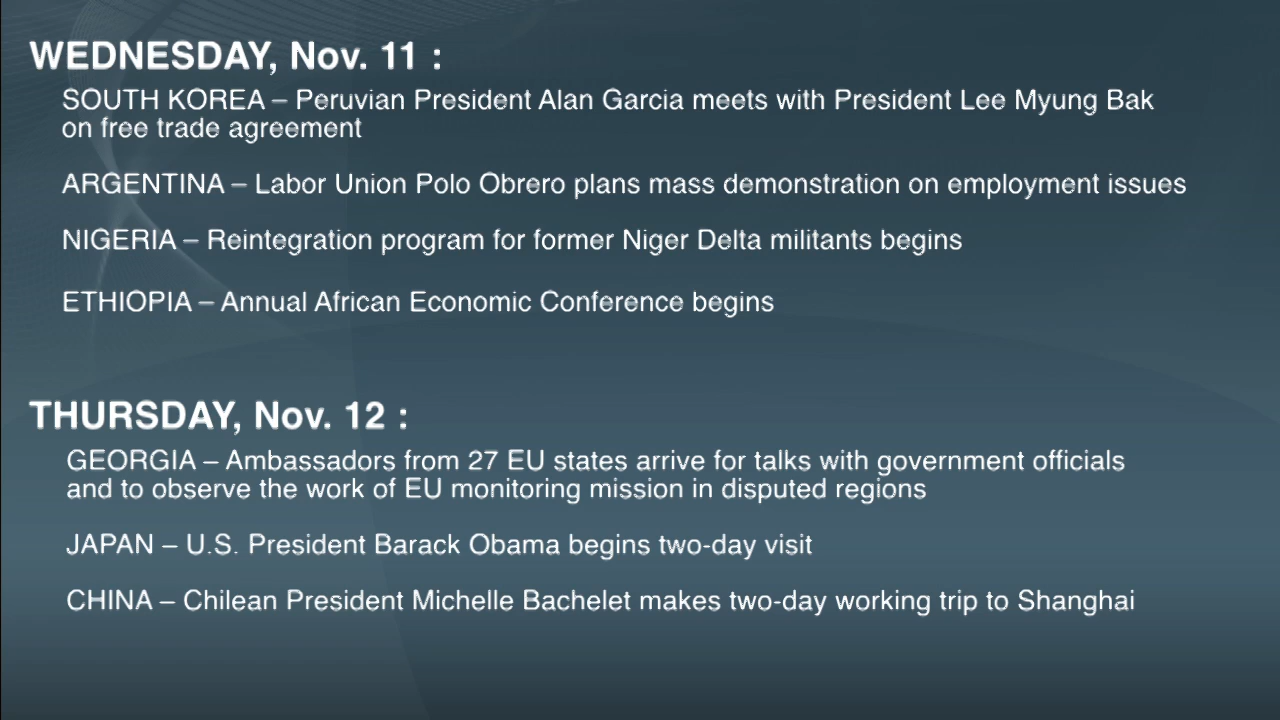 WEDNESDAY, Nov. 11 :
SOUTH KOREA – Peruvian President Alan Garcia meets with President Lee Myung Bak
on free trade agreement
ARGENTINA – Labor Union Polo Obrero plans mass demonstration on employment issues
NIGERIA – Reintegration program for former Niger Delta militants begins
ETHIOPIA – Annual African Economic Conference begins
THURSDAY, Nov. 12 :
GEORGIA – Ambassadors from 27 EU states arrive for talks with government officials
and to observe the work of EU monitoring mission in disputed regions
JAPAN – U.S. President Barack Obama begins two-day visit
CHINA – Chilean President Michelle Bachelet makes two-day working trip to Shanghai